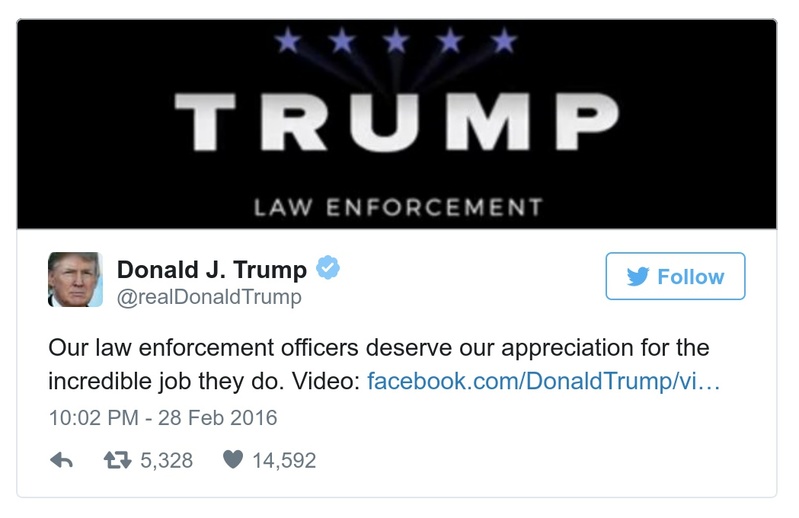 TRUMP
LAW ENFORCEMENT
Donald J. Trump
@realDonaldTrump
Follow
Our law enforcement officers deserve our appreciation for the
incredible job they do. Video: facebook.com/DonaldTrump/vi…
10:02 PM - 28 Feb 2016
5,328 14,592